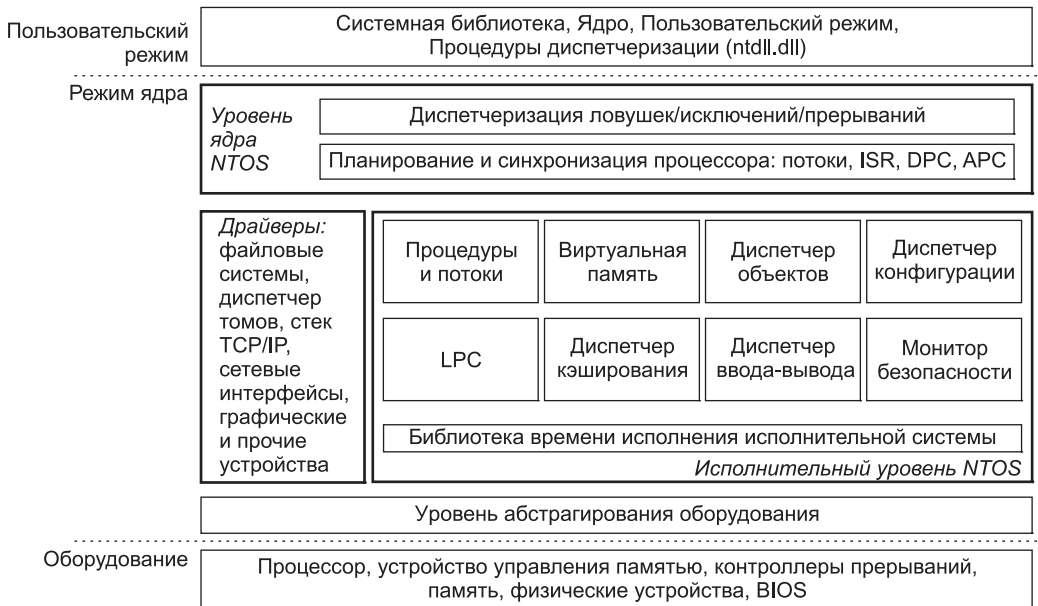 Пользовательский
режим
Системная библиотека, Ядро, Пользовательский режим,
Процедуры диспетчеризации (ntdll.dll)
Режим ядра
Уровень
ядра
NTOS
Диспетчеризация ловушек/исключений/прерываний
Планирование и синхронизация процессора: потоки, ISR, DPC, APC
Драйверы:
файловые
системы,
диспетчер
томов, стек
TCP/IP,
сетевые
интерфейсы,
графические
и прочие
устройства
Процедуры
и потоки
Виртуальная
память
Диспетчер
объектов
Диспетчер
конфигурации
LPC
Диспетчер
кэширования
Диспетчер
ввода-вывода
Монитор
безопасности
Библиотека времени исполнения исполнительной системы
Исполнительный уровень NTOS
Уровень абстрагирования оборудования
Оборудование
Процессор, устройство управления памятью, контроллеры прерываний,
память, физические устройства, BIOS